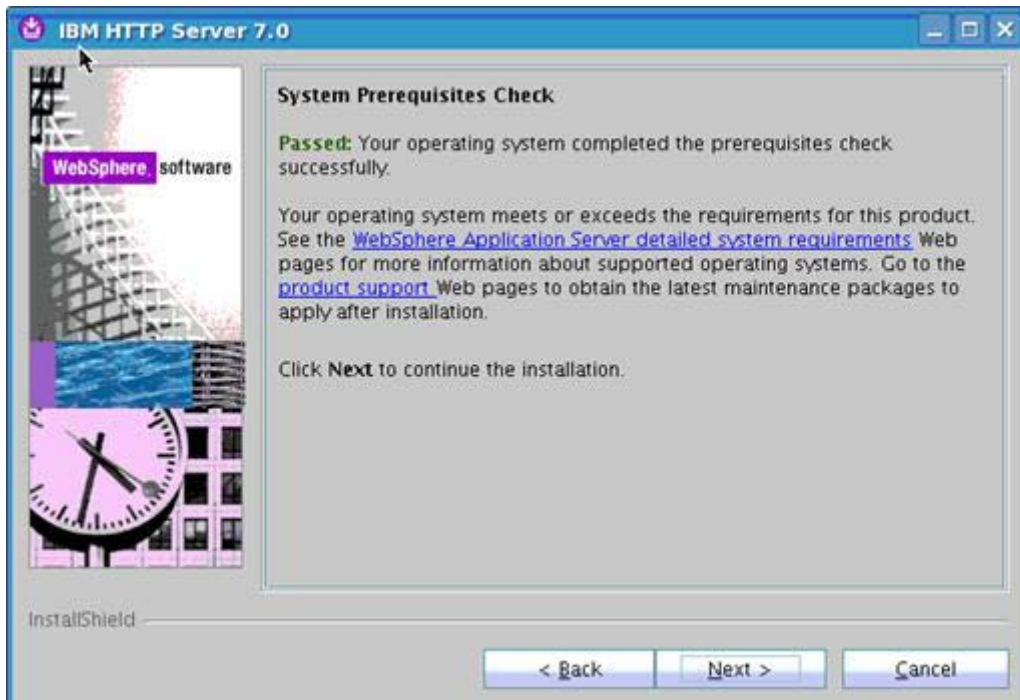 IBM HTTP Server 7.0
WebSphere software
System Prerequisites Check
Passed: Your operating system completed the prerequisites check
successfully.
Your operating system meets or exceeds the requirements for this product.
See the WebSphere Application Server detailed system requirements Web
pages for more information about supported operating systems. Go to the
product support Web pages to obtain the latest maintenance packages to
apply after installation.
Click Next to continue the installation.
InstallShield
< Back
Next >
Cancel